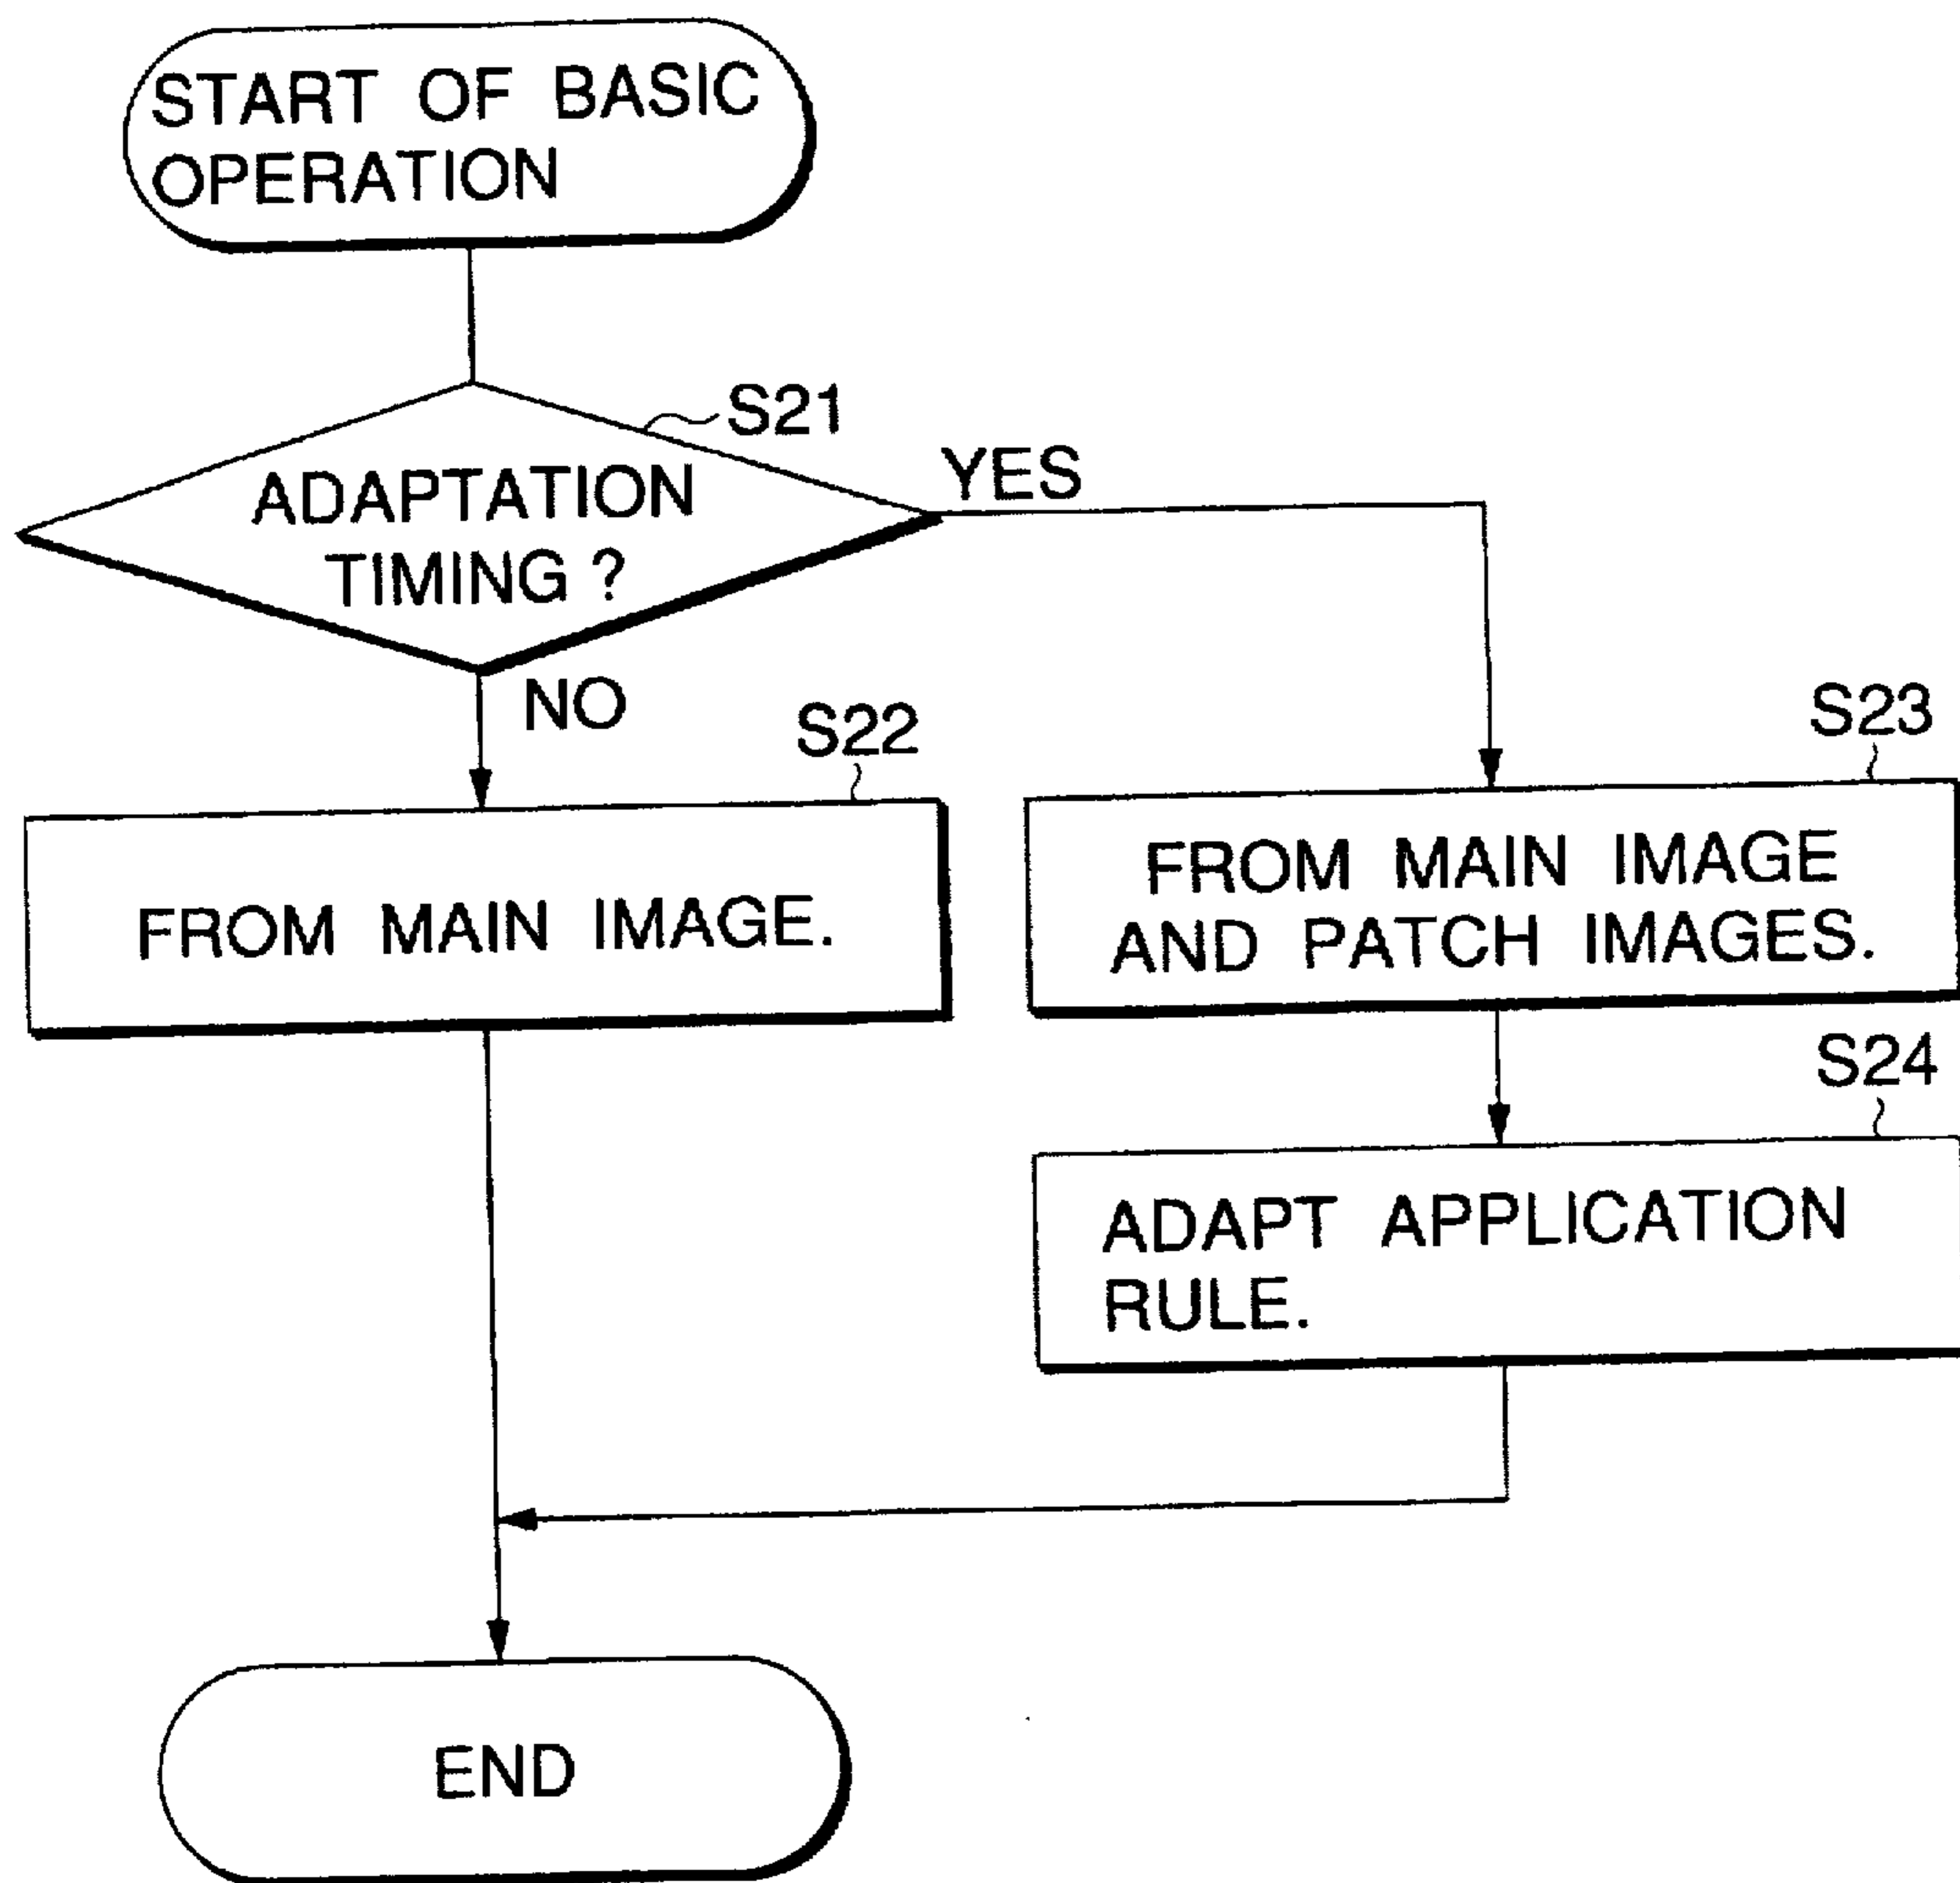 START OF BASIC
OPERATION
S21
ADAPTATION
TIMING ?
YES
NO
S22
FROM MAIN IMAGE.
S23
FROM MAIN IMAGE
AND PATCH IMAGES.
S24
ADAPT APPLICATION
RULE.
END